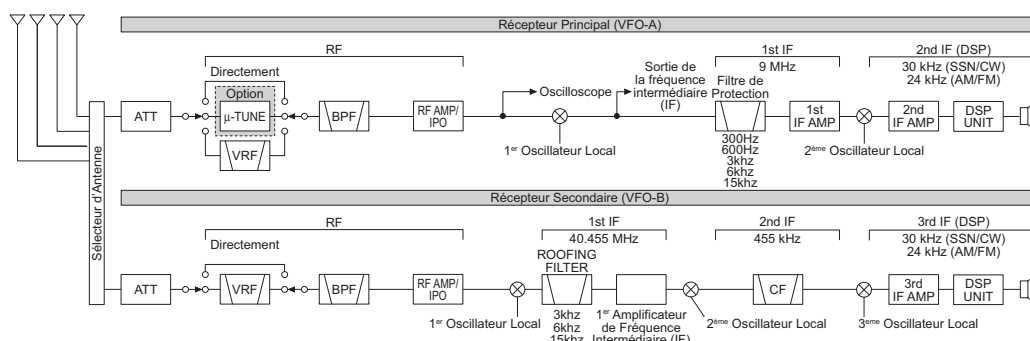 Récepteur Principal (VFO-A)
RF
1st IF
9 MHz
2nd IF (DSP)
30 kHz (SSN/CW)
24 kHz (AM/FM)
Directement
Option
Oscilloscope
Sortie de
la fréquence
intermédiaire
(IF)
Filtre de
Protection
ATT
µ-TUNE
VRF
BPF
RF AMP/
IPO
1er Oscillateur Local
300Hz
600Hz
3khz
6khz
15khz
1st
IF AMP
2ème Oscillateur Local
2nd
IF AMP
DSP
UNIT
Sélecteur d'Antenne
Récepteur Secondaire (VFO-B)
RF
1st IF
40.455 MHz
2nd IF
455 kHz
3rd IF (DSP)
30 kHz (SSN/CW)
24 kHz (AM/FM)
Directement
ROOFING
FILTER
ATT
VRF
BPF
RF AMP/
IPO
1er Oscillateur Local
3khz
6khz
15khz
1er Amplificateur
de Fréquence
Intermédiaire (IF)
2ème Oscillateur Local
CF
3eme Oscillateur Local
3rd
IF AMP
DSP
UNIT